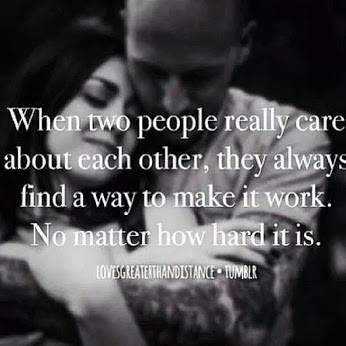 When two people really care
about each other, they always
find a way to make it work.
No matter how hard it is.
LOVESGREATERTHANDISTANCE • TUMBLR